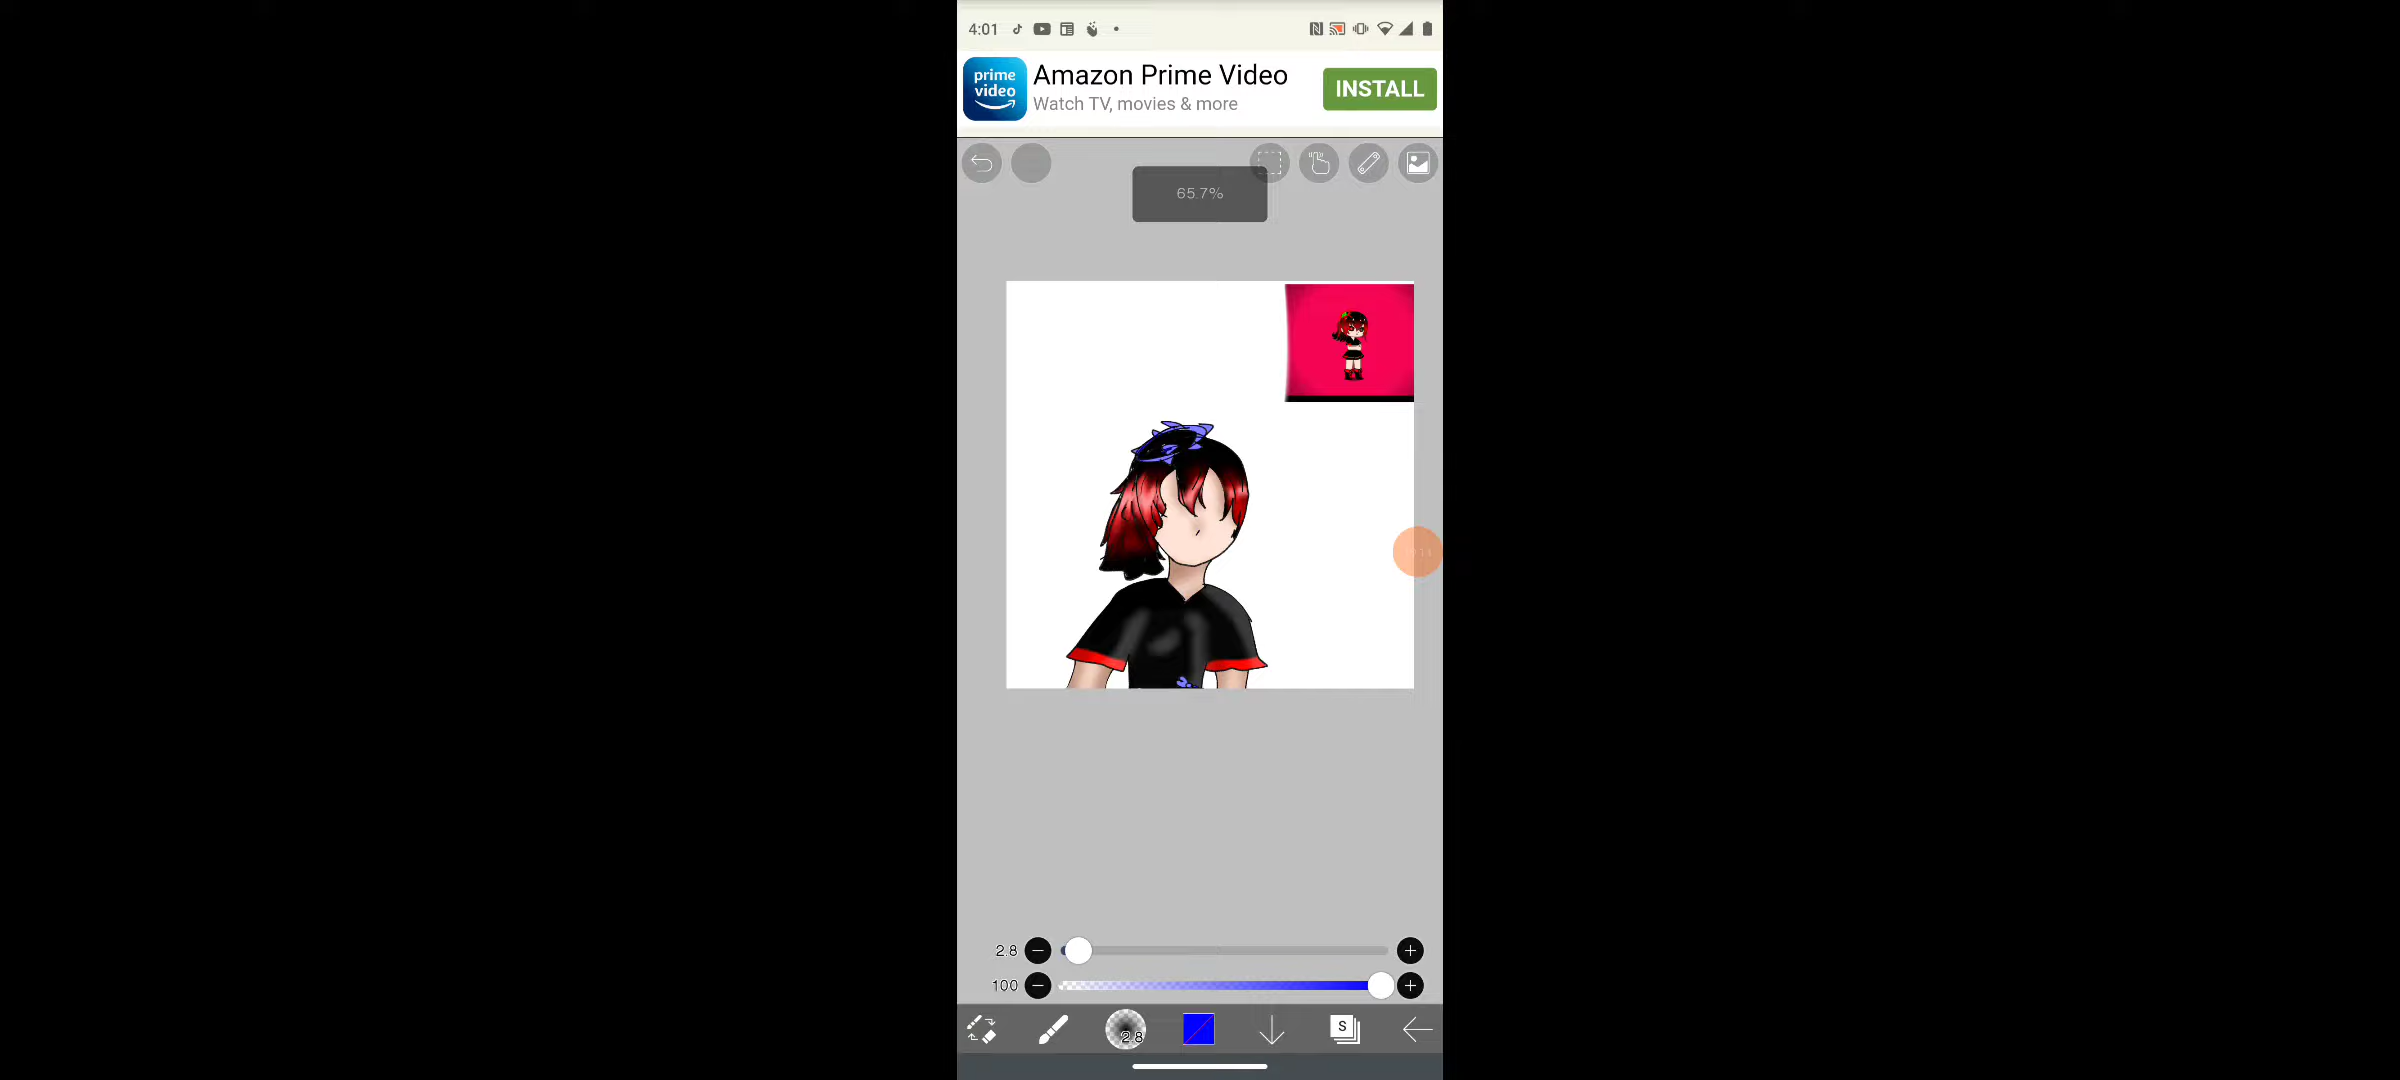 4:01
prime
video
Amazon Prime Video
Watch TV, movies & more
INSTALL
65.7%
2.8
100
2.8
S